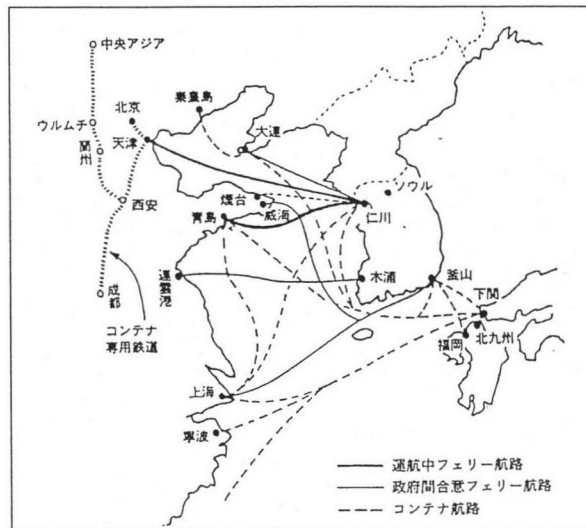 中央アジア
北京
秦皇島
ウルムチ
蘭州
天津
大連
ソウル
西安
煙台
威海
青島
仁川
連雲港
木浦
釜山
下関
成都
コンテナ
専用鉄道
福岡
北九州
上海
寧波
運航中フェリー航路
政府間合意フェリー航路
コンテナ航路